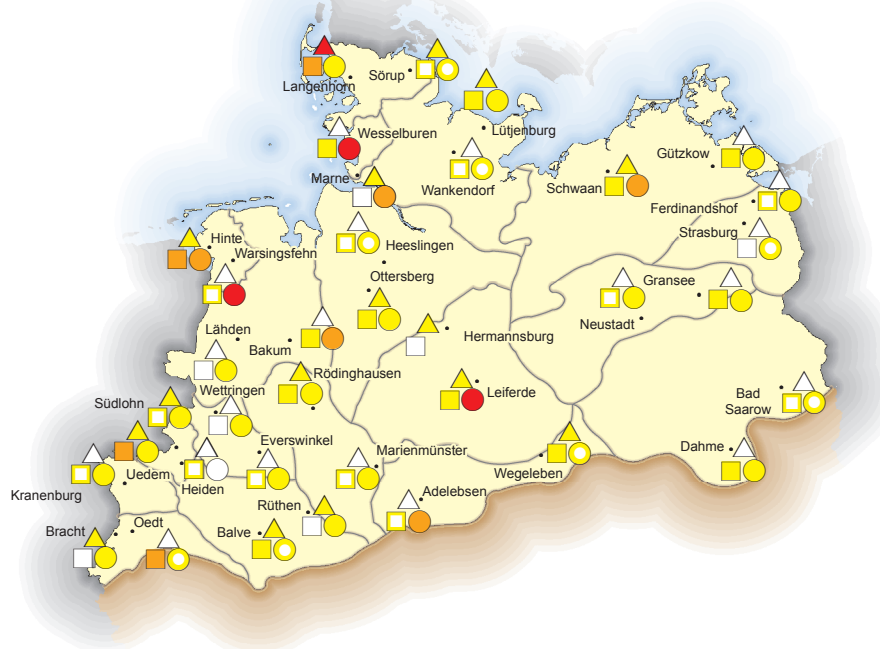 Sörup
Langenhorn
Lütjenburg
Wesselburen
Gützkow
Marne
Wankendorf
Schwaan
Ferdinandshof
Strasburg
Hinte
Heeslingen
Warsingsfehn
Ottersberg
Gransee
Lähden
Neustadt
Hermannsburg
Bakum
Rödinghausen
Wettringen
Leiferde
Bad
Saarow
Südlohn
Everswinkel
Marienmünster
Dahme
Uedem
Wegeleben
Heiden
Kranenburg
Adelebsen
Rüthen
Oedt
Bracht
Balve